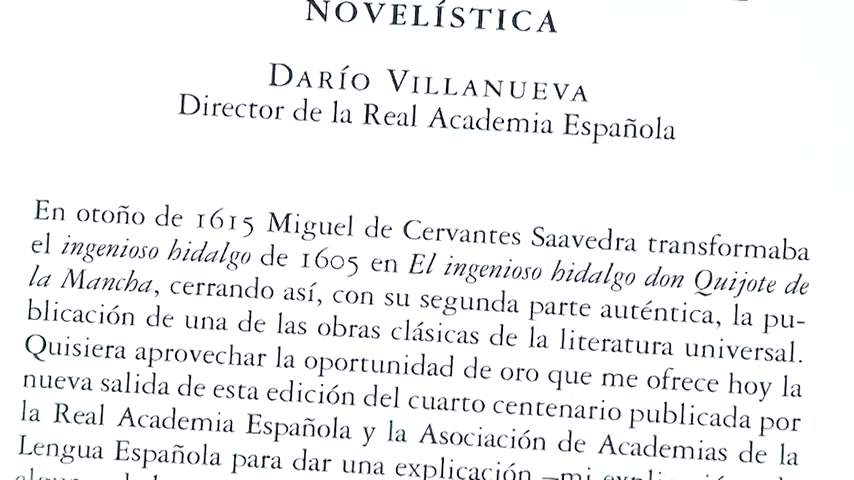 NOVELÍSTICA
DARÍO VILLANUEVA
Director de la Real Academia Española
En otoño de 1615 Miguel de Cervantes Saavedra transformaba
el ingenioso hidalgo de 1605 en El ingenioso hidalgo don Quijote de
la Mancha, cerrando así, con su segunda parte auténtica, la pu-
blicación de una de las obras clásicas de la literatura universal.
Quisiera aprovechar la oportunidad de oro que me ofrece hoy la
nueva salida de esta edición del cuarto centenario publicada por
la Real Academia Española y la Asociación de Academias de la
Lengua Española para dar una explicación —mi